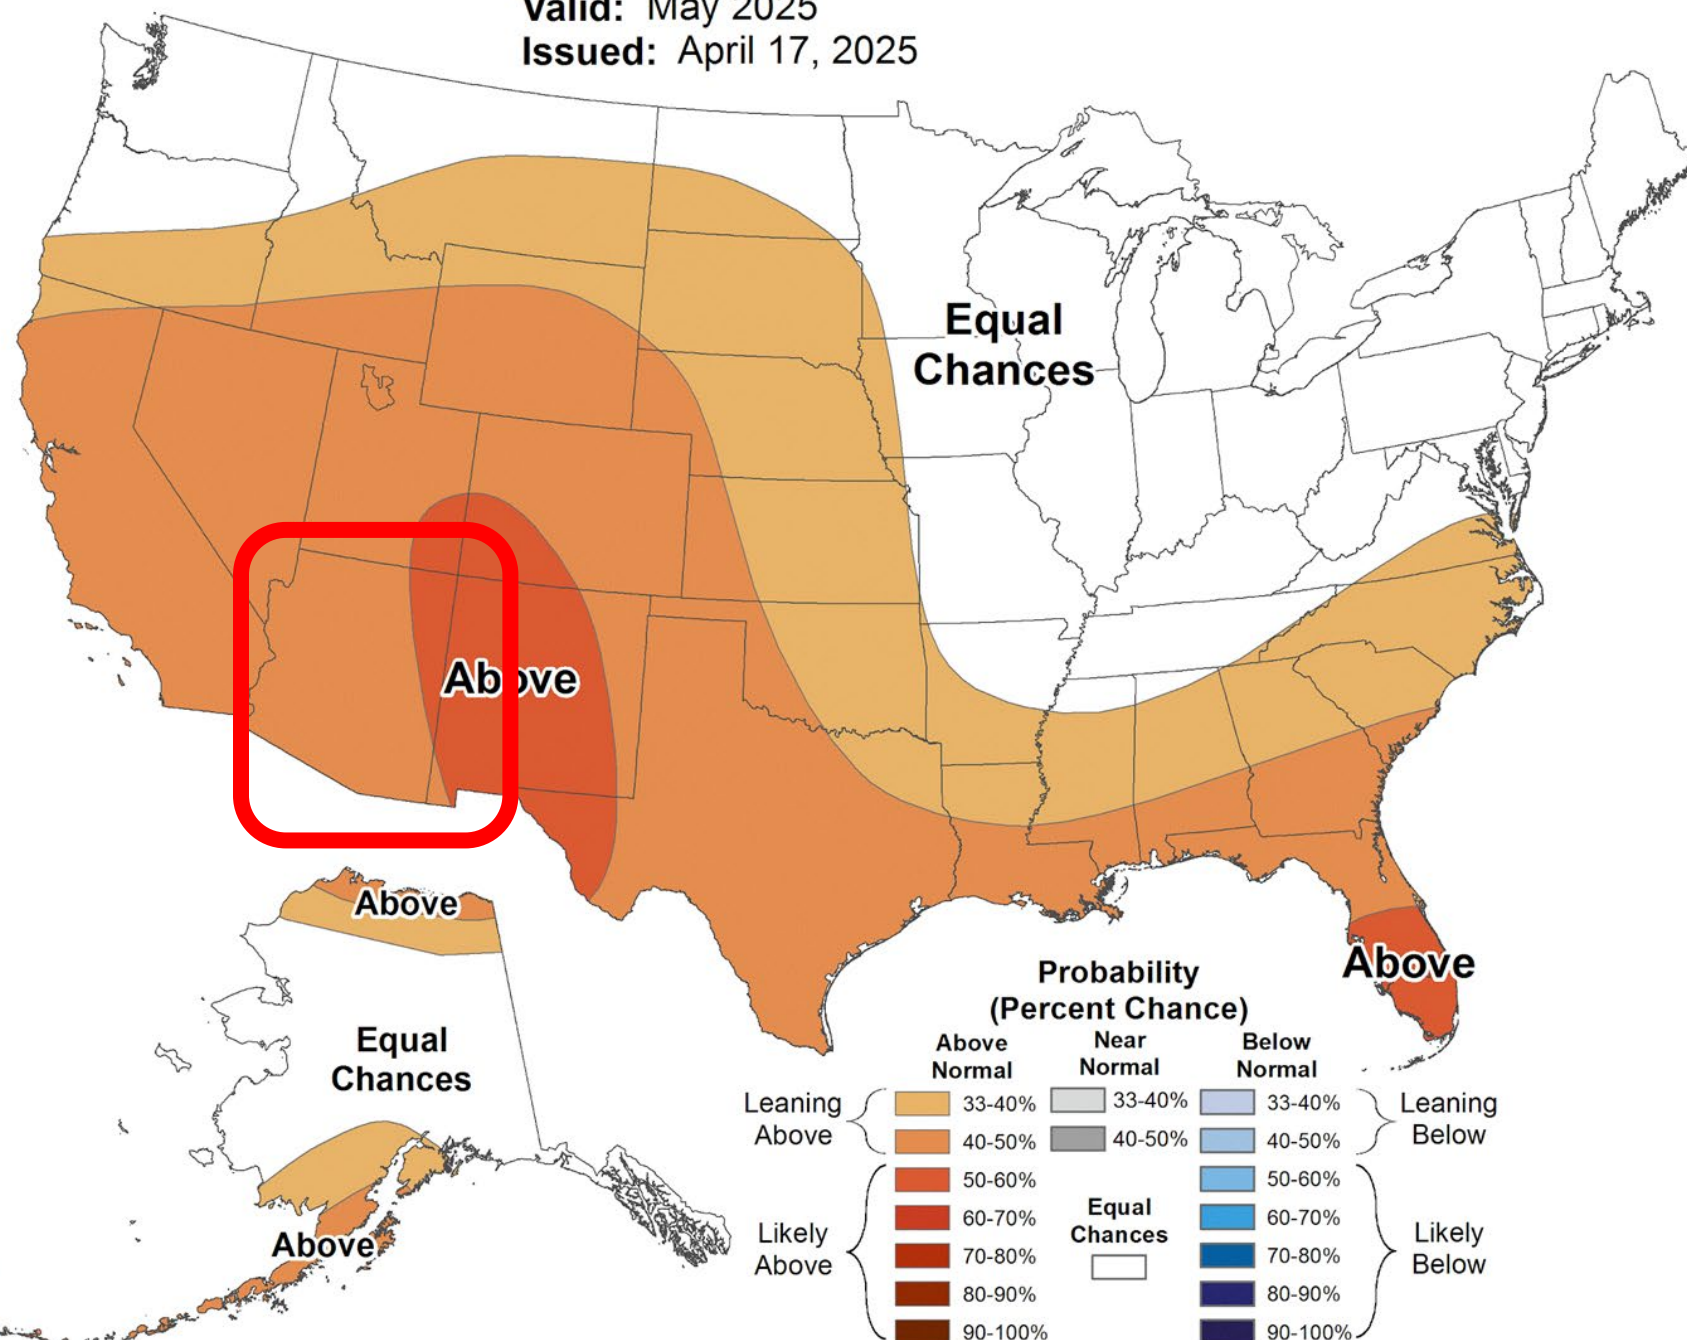 Valid: May 2025
Issued: April 17, 2025
Equal
Chances
Above
Above
Above
Equal
Chances
Above
Probability
(Percent Chance)
Above
Normal
Near
Normal
Below
Normal
Leaning
Above
33-40%
33-40%
33-40%
Leaning
Below
40-50%
40-50%
40-50%
50-60%
50-60%
Likely
Above
60-70%
Equal
Chances
60-70%
Likely
Below
70-80%
70-80%
80-90%
80-90%
90-100%
90-100%